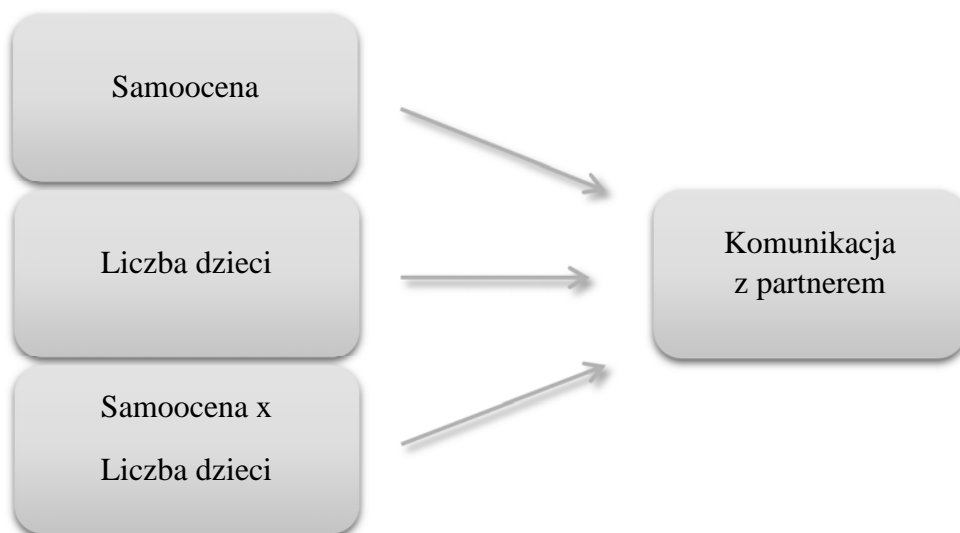 Samoocena
Liczba dzieci
Samoocena x
Liczba dzieci
Komunikacja
z partnerem